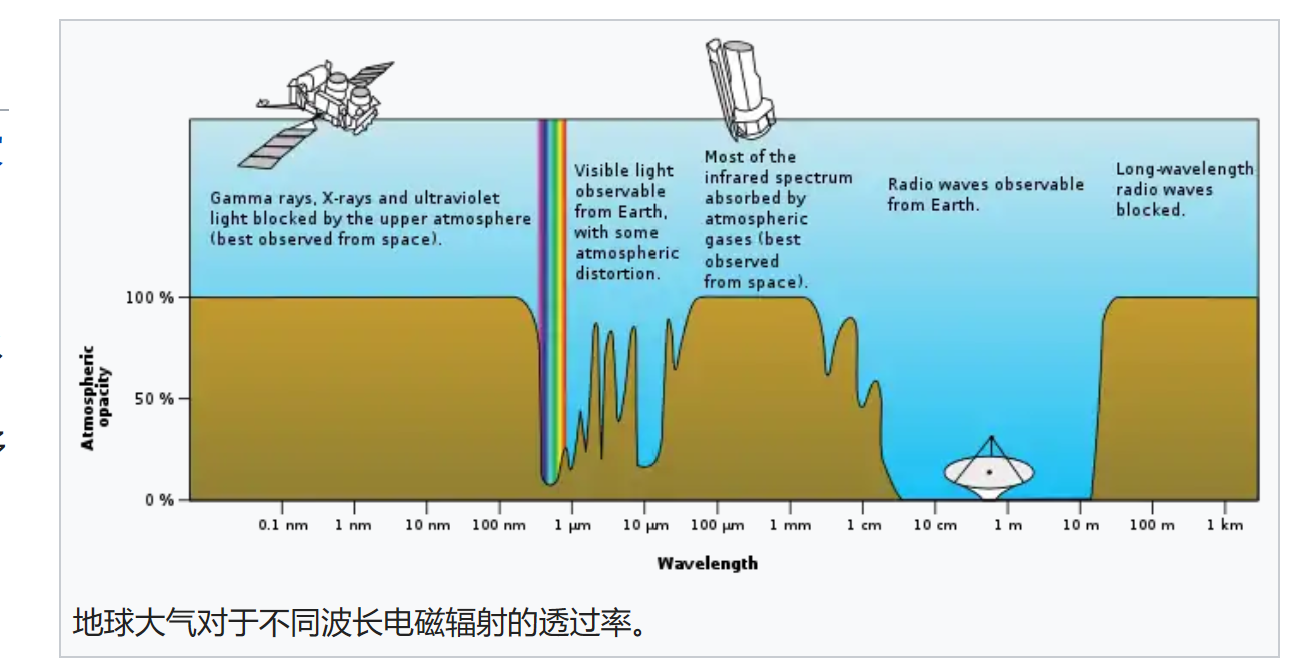 Gamma rays, X-rays and ultraviolet
light blocked by the upper atmosphere
(best observed from space).
Visible light
observable
from Earth,
with some
atmospheric
distortion.
Most of the
infrared spectrum
absorbed by
atmospheric
gases (best
observed
from space).
Radio waves observable
from Earth.
Long-wavelength
radio waves
blocked.
Atmospheric
opacity
100 %
50 %
0 %
0.1 nm 1 nm 10 nm 100 nm 1 μm 10 μm 100 μm 1 mm 1 cm 10 cm 1 m 10 m 100 m 1 km
Wavelength
地球大气对于不同波长电磁辐射的透过率。